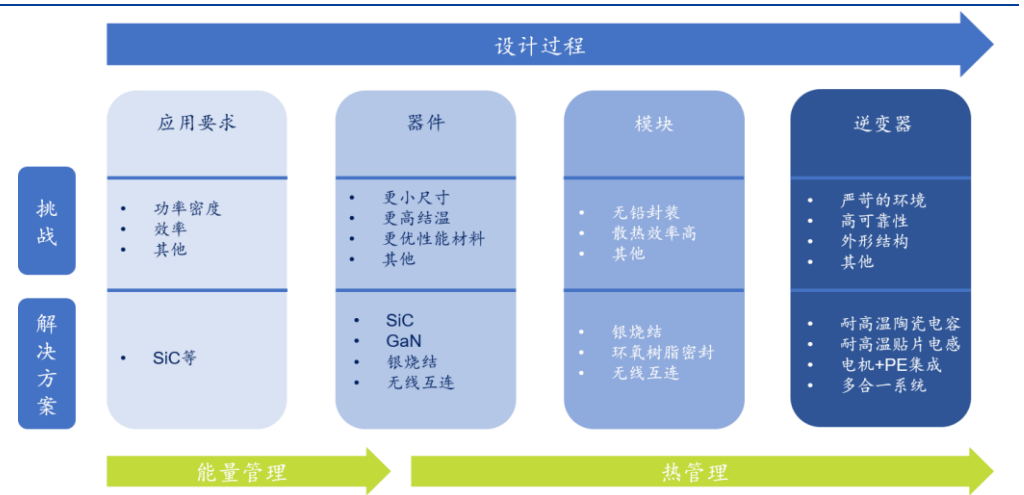 设计过程
应用要求
器件
模块
逆变器
挑战
• 功率密度
• 效率
• 其他
• 更小尺寸
• 更高结温
• 更优性能材料
• 其他
• 无铅封装
• 散热效率高
• 其他
• 严苛的环境
• 高可靠性
• 外形结构
• 其他
解决方案
• SiC等
• SiC
• GaN
• 银烧结
• 无线互连
• 银烧结
• 环氧树脂密封
• 无线互连
• 耐高温陶瓷电容
• 耐高温贴片电感
• 电机+PE集成
• 多合一系统
能量管理
热管理